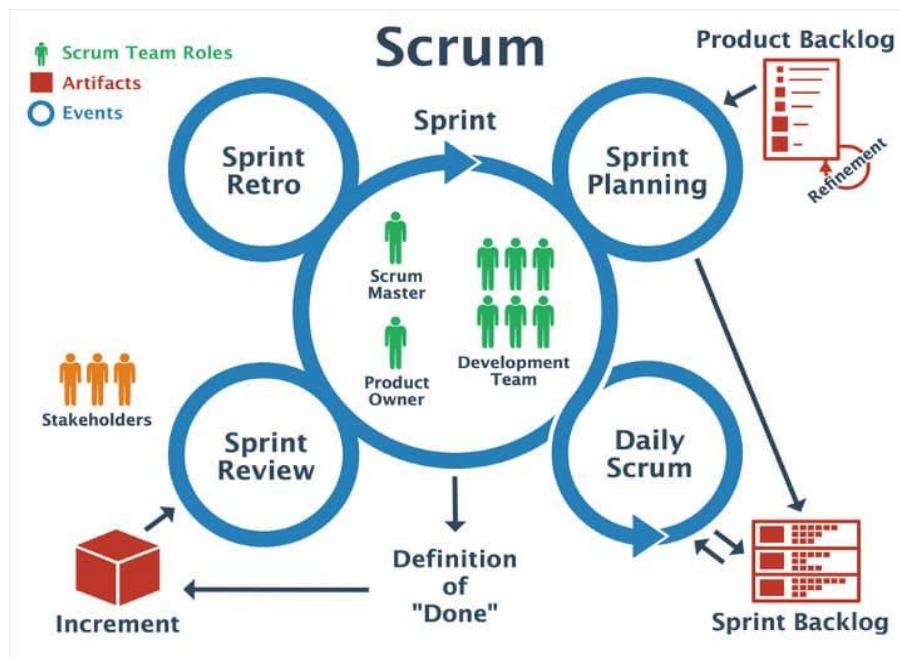 Scrum
Scrum Team Roles
Artifacts
Events
Product Backlog
Refinement
Sprint
Sprint
Retro
Sprint
Planning
Scrum
Master
Product
Owner
Development
Team
Stakeholders
Sprint
Review
Daily
Scrum
Definition
of
"Done"
Increment
Sprint Backlog